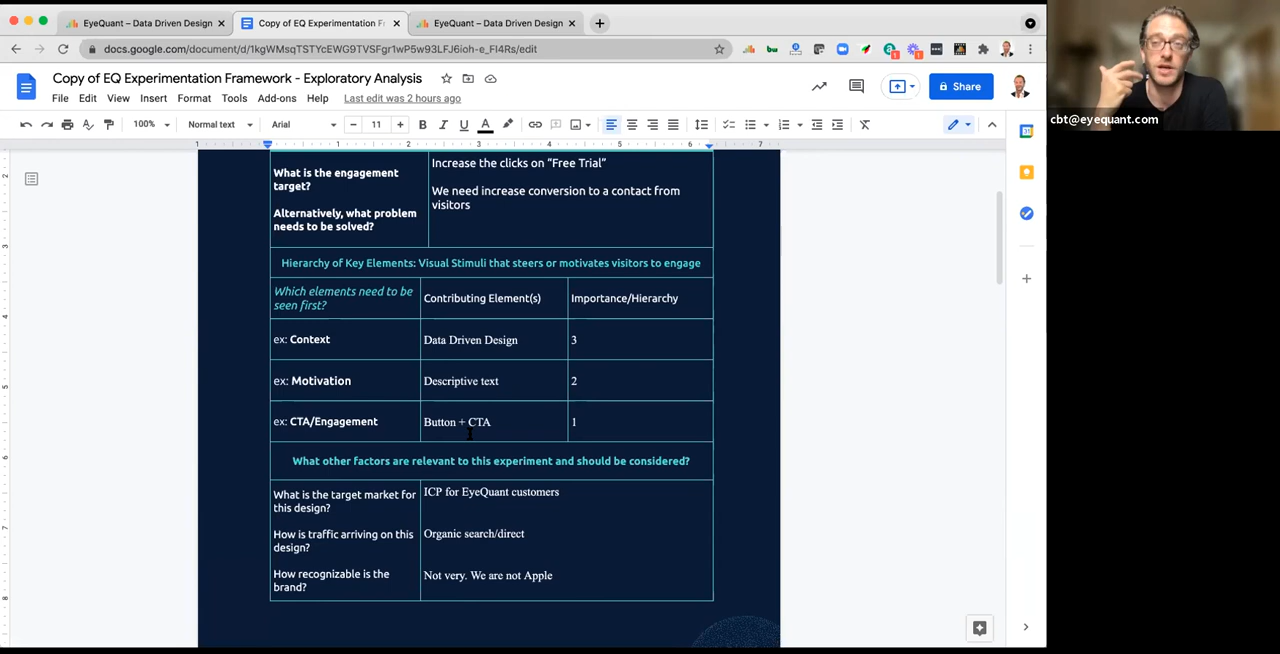 EyeQuant – Data Driven Design
Copy of EQ Experimentation Fr
EyeQuant – Data Driven Design
docs.google.com/document/d/1kgWMsqTSTYcEWG9TVSFgr1wP5w93LFJ6ioh-e_FI4Rs/edit
Copy of EQ Experimentation Framework - Exploratory Analysis
File Edit View Insert Format Tools Add-ons Help Last edit was 2 hours ago
Share
100% Normal text Arial 11 B I U A
1 1 2 3 4 5 6 7
cbt@eyequant.com
What is the engagement
target?
Alternatively, what problem
needs to be solved?
Increase the clicks on “Free Trial”
We need increase conversion to a contact from
visitors
Hierarchy of Key Elements: Visual Stimuli that steers or motivates visitors to engage
Which elements need to be
seen first?
Contributing Element(s)
Importance/Hierarchy
ex: Context
Data Driven Design
3
ex: Motivation
Descriptive text
2
ex: CTA/Engagement
Button + CTA
1
What other factors are relevant to this experiment and should be considered?
What is the target market for
this design?
ICP for EyeQuant customers
How is traffic arriving on this
design?
Organic search/direct
How recognizable is the
brand?
Not very. We are not Apple